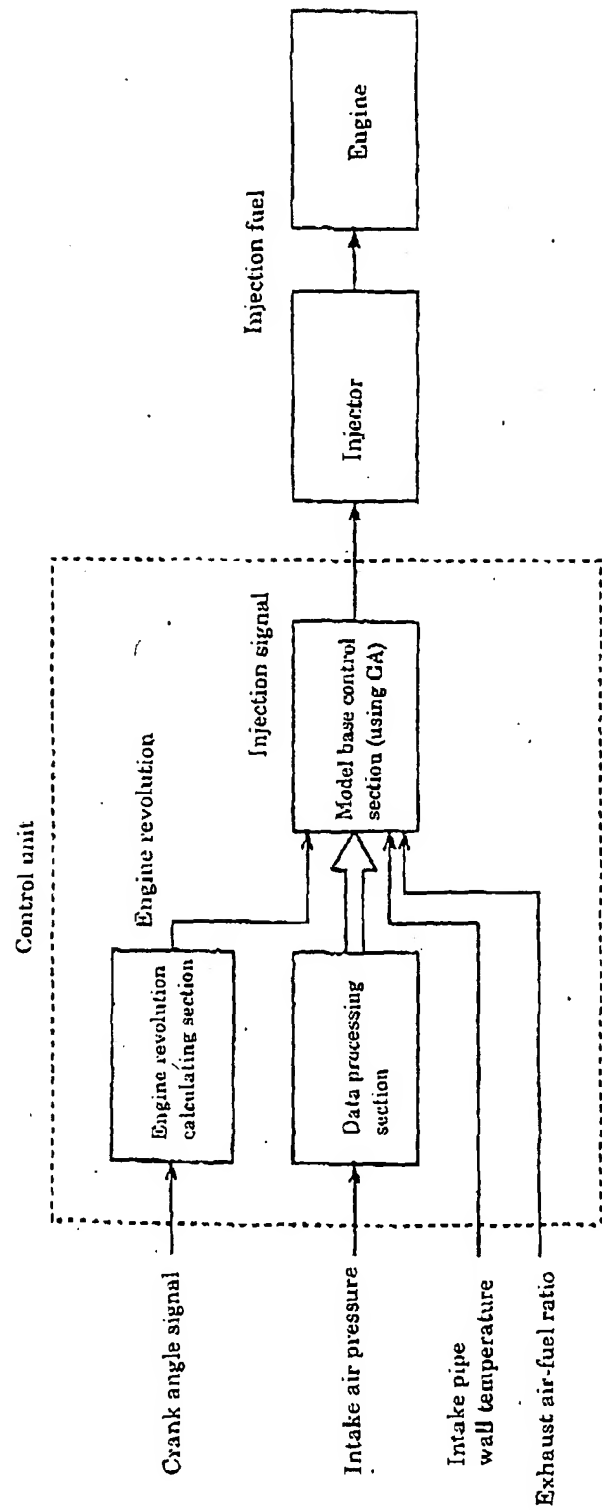 Control unit
Crank angle signal
Engine revolution
calculating section
Engine revolution
Intake air pressure
Data processing
section
Injection signal
Model base control
section (using GA)
Injector
Injection fuel
Eugine
Intake pipe
wall temperature
Exhaust air-fuel ratio